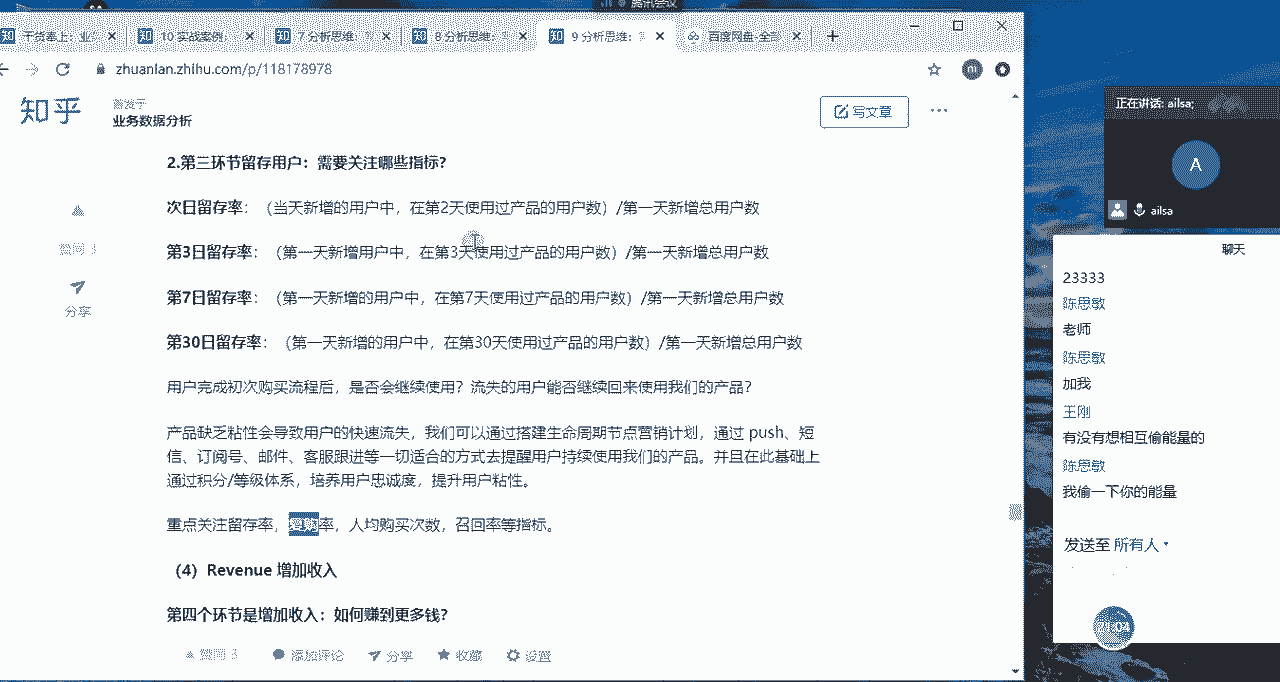 腾讯会议
干货奉上：业
10 实战案例：
7 分析思维：
8 分析思维：
9 分析思维：
百度网盘-全部
zhuanlan.zhihu.com/p/118178978
m
知乎
首发于
业务数据分析
写文章
2.第三环节留存用户：需要关注哪些指标？
次日留存率：（当天新增的用户中，在第2天使用过产品的用户数）/第一天新增总用户数
第3日留存率：（第一天新增用户中，在第3天使用过产品的用户数）/第一天新增总用户数
第7日留存率：（第一天新增的用户中，在第7天使用过产品的用户数）/第一天新增总用户数
第30日留存率：（第一天新增的用户中，在第30天使用过产品的用户数）/第一天新增总用户数
用户完成初次购买流程后，是否会继续使用？流失的用户能否继续回来使用我们的产品？
产品缺乏粘性会导致用户的快速流失，我们可以通过搭建生命周期节点营销计划，通过 push、短
信、订阅号、邮件、客服跟进等一切适合的方式去提醒用户持续使用我们的产品。并且在此基础上
通过积分/等级体系，培养用户忠诚度，提升用户粘性。
重点关注留存率，复购率，人均购买次数，召回率等指标。
（4）Revenue 增加收入
第四个环节是增加收入：如何赚到更多钱？
赞同 3
分享
赞同 3
添加评论
分享
收藏
设置
正在讲话: ailsa;
A
ailsa
聊天
23333
陈思敏
老师
陈思敏
加我
王刚
有没有想相互偷能量的
陈思敏
我偷一下你的能量
发送至 所有人
21:04